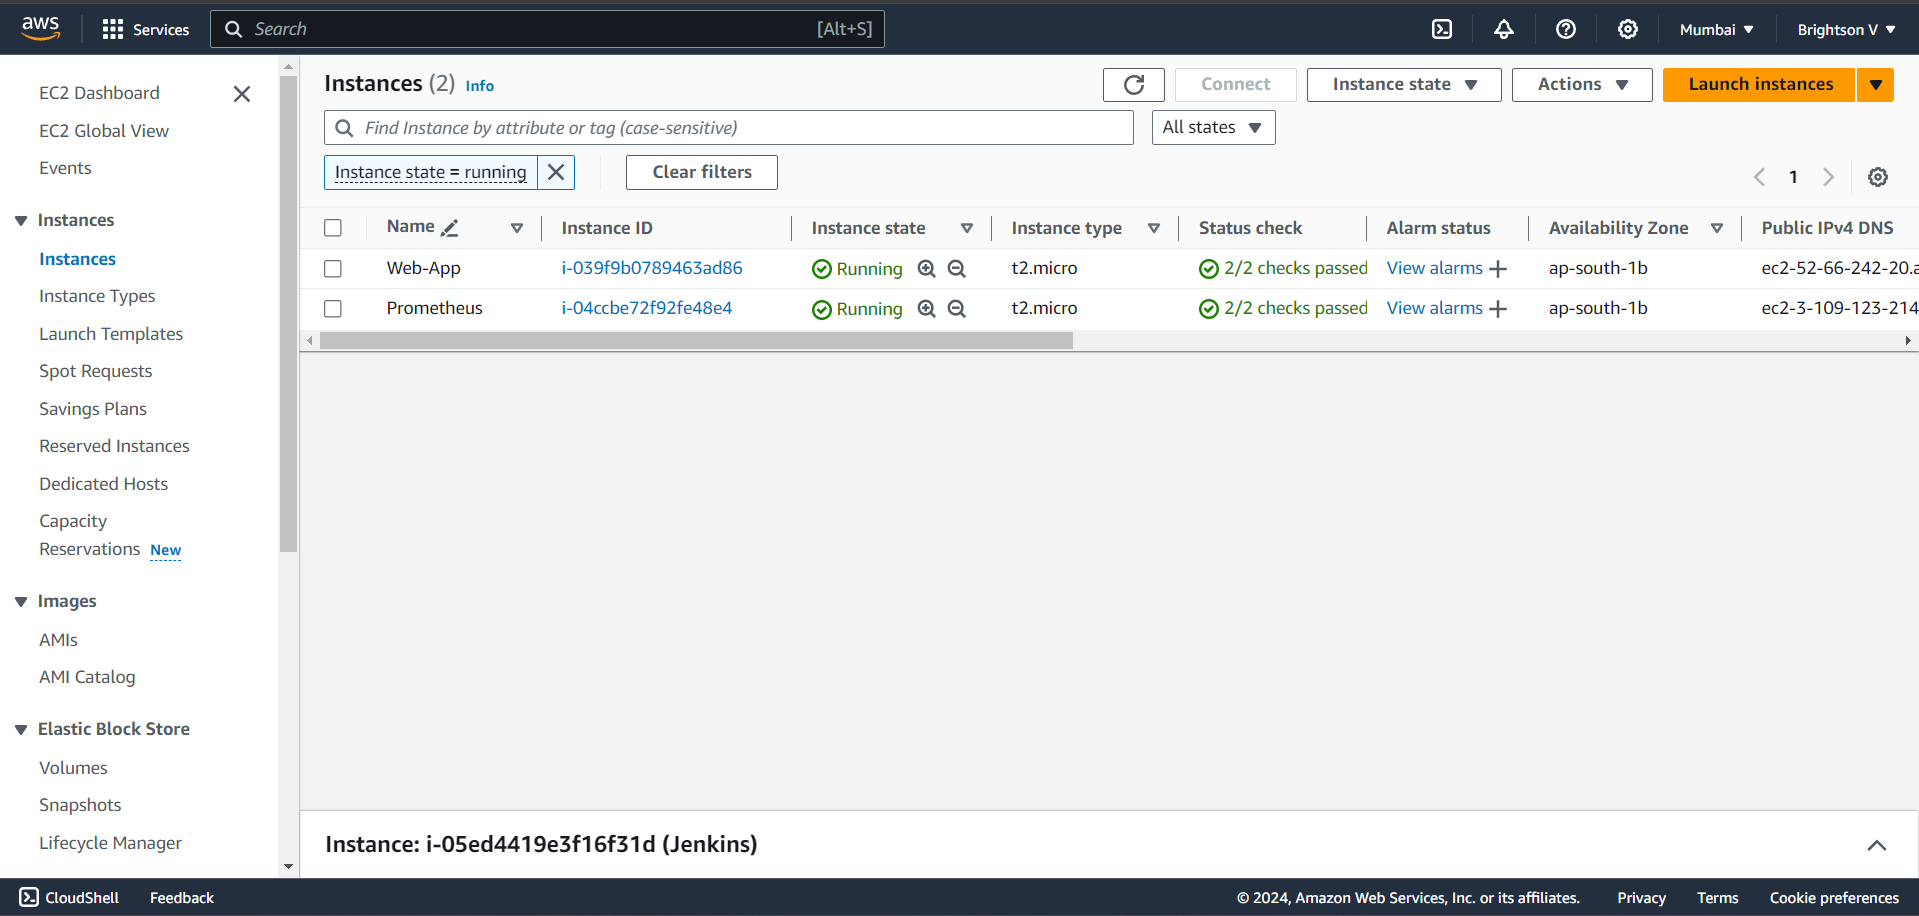 aws Services Search [Alt+S] Mumbai Brightson V
EC2 Dashboard
EC2 Global View
Events
Instances
Instances
Instance Types
Launch Templates
Spot Requests
Savings Plans
Reserved Instances
Dedicated Hosts
Capacity
Reservations New
Images
AMIs
AMI Catalog
Elastic Block Store
Volumes
Snapshots
Lifecycle Manager
Instances (2) Info Connect Instance state Actions Launch instances
Find Instance by attribute or tag (case-sensitive) All states
Instance state = running Clear filters 1
Name Instance ID Instance state Instance type Status check Alarm status Availability Zone Public IPv4 DNS
Web-App i-039f9b0789463ad86 Running t2.micro 2/2 checks passed View alarms ap-south-1b ec2-52-66-242-20.a
Prometheus i-04ccbe72f92fe48e4 Running t2.micro 2/2 checks passed View alarms ap-south-1b ec2-3-109-123-214
Instance: i-05ed4419e3f16f31d (Jenkins)
CloudShell Feedback © 2024, Amazon Web Services, Inc. or its affiliates. Privacy Terms Cookie preferences